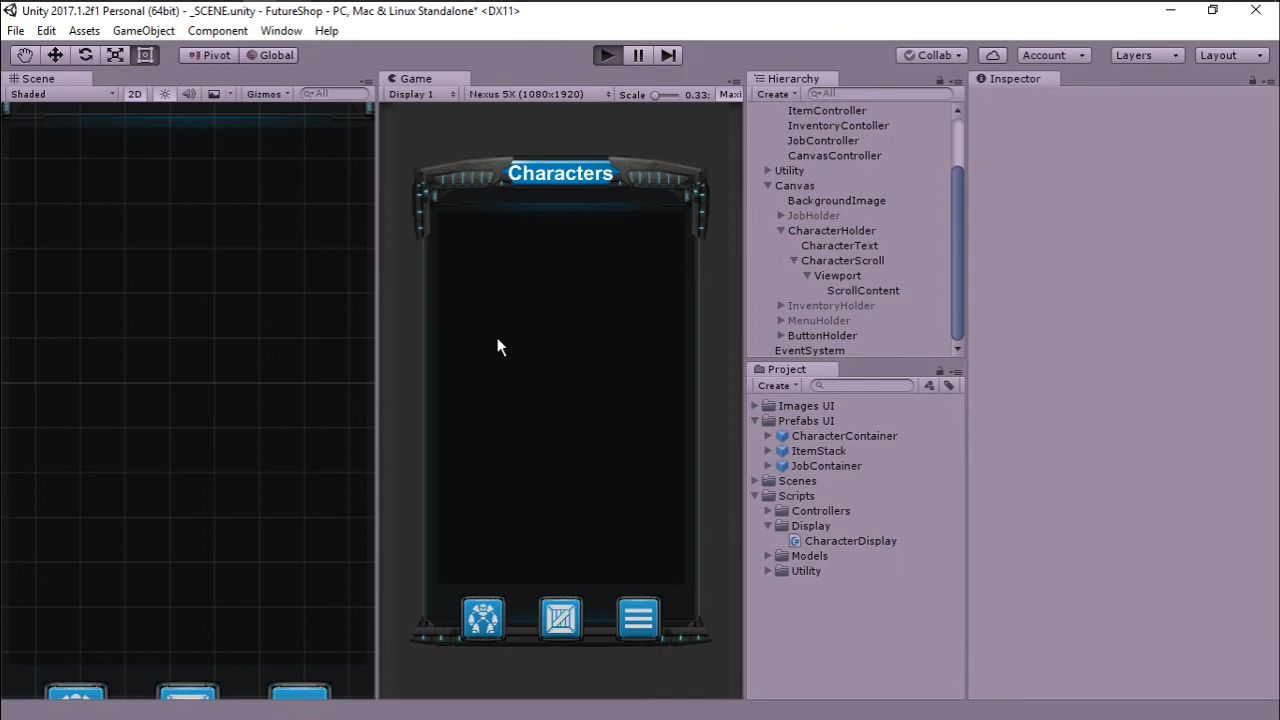 Unity 2017.1.2f1 Personal (64bit) - _SCENE.unity - FutureShop - PC, Mac & Linux Standalone* <DX11>
File Edit Assets GameObject Component Window Help
Pivot Global Collab Account Layers Layout
Scene Game Hierarchy Inspector
Shaded 2D Gizmos All Display 1 Nexus 5X (1080x1920) Scale 0.33: Maxi Create All
ItemController
InventoryContoller
JobController
CanvasController
Utility
Canvas
BackgroundImage
JobHolder
CharacterHolder
CharacterText
CharacterScroll
Viewport
ScrollContent
InventoryHolder
MenuHolder
ButtonHolder
EventSystem
Characters
Project
Create
Images UI
Prefabs UI
CharacterContainer
ItemStack
JobContainer
Scenes
Scripts
Controllers
Display
CharacterDisplay
Models
Utility